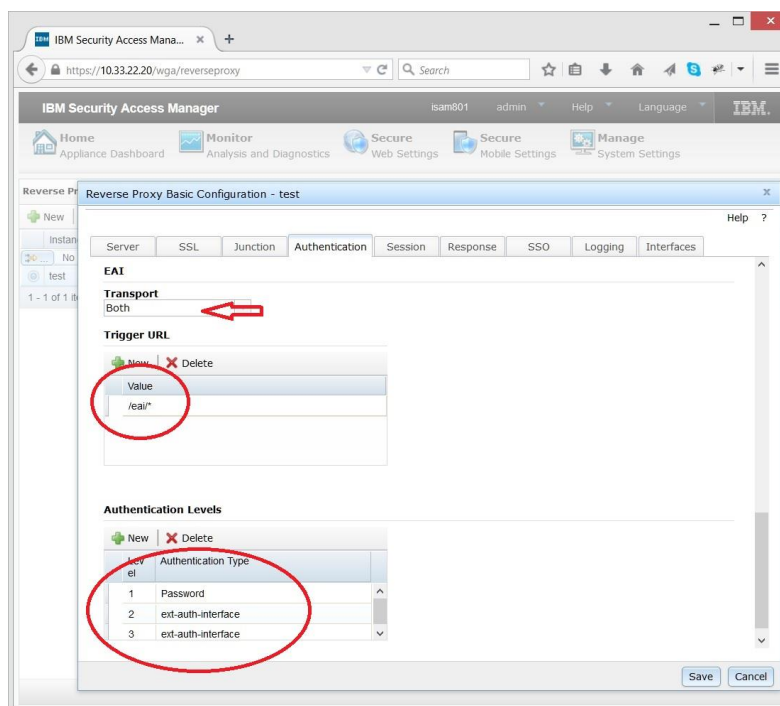 IBM IBM Security Access Mana... × +
https://10.33.22.20/wga/reverseproxy Search
IBM Security Access Manager isam801 admin Help Language IBM.
Home Monitor Secure Secure Manage
Appliance Dashboard Analysis and Diagnostics Web Settings Mobile Settings System Settings
Reverse Pr
Reverse Proxy Basic Configuration - test x
New
Help ?
Instan
Server SSL Junction Authentication Session Response SSO Logging Interfaces
No
EAI
test
Transport
1 - 1 of 1 it
Both
Trigger URL
New Delete
Value
/eai/*
Authentication Levels
New Delete
Lev Authentication Type
el
1 Password
2 ext-auth-interface
3 ext-auth-interface
Save Cancel